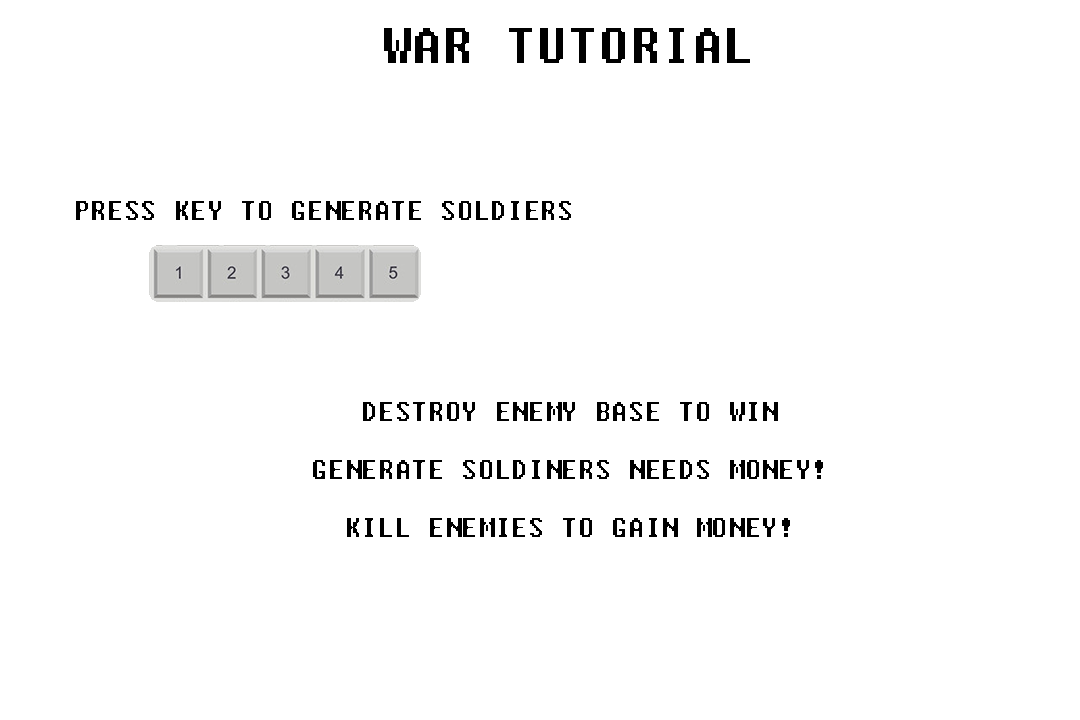 WAR TUTORIAL
PRESS KEY TO GENERATE SOLDIERS
1 2 3 4 5
DESTROY ENEMY BASE TO WIN
GENERATE SOLDINERS NEEDS MONEY!
KILL ENEMIES TO GAIN MONEY!